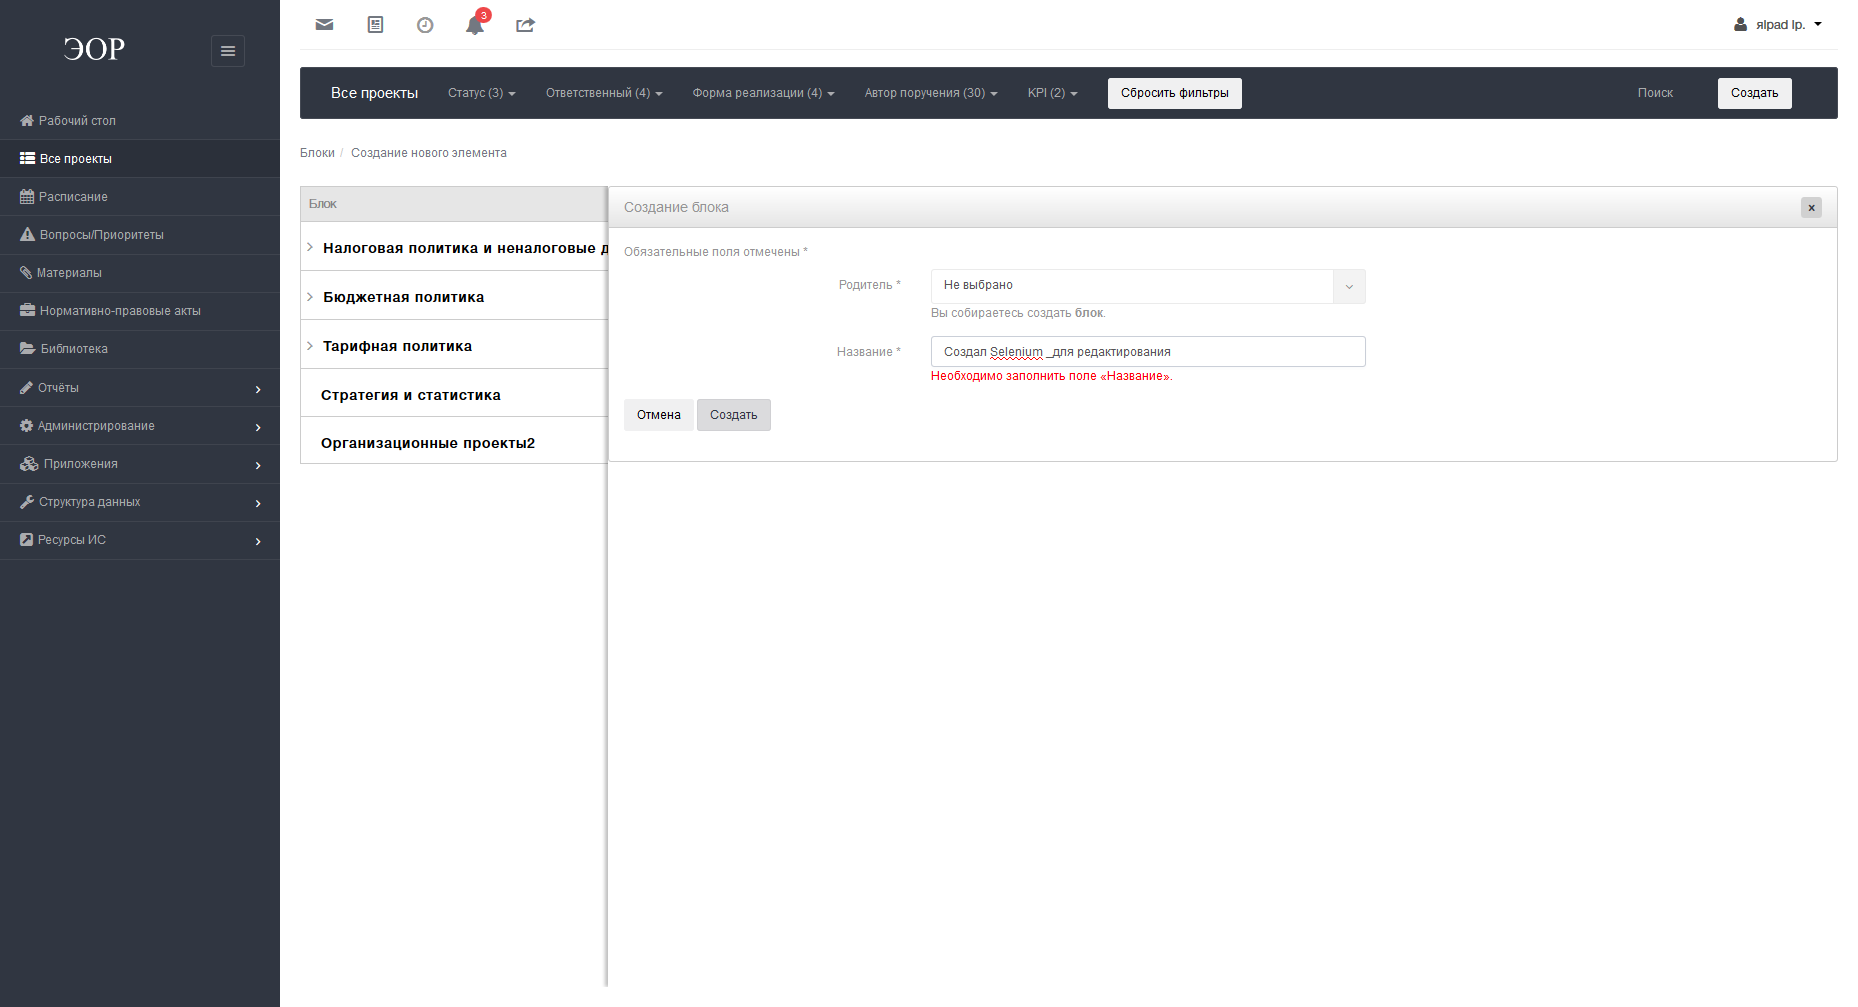 ЭОР
Рабочий стол
Все проекты
Расписание
Вопросы/Приоритеты
Материалы
Нормативно-правовые акты
Библиотека
Отчёты
Администрирование
Приложения
Структура данных
Ресурсы ИС
3
яIpad Ip.
Все проекты Статус (3) Ответственный (4) Форма реализации (4) Автор поручения (30) KPI (2) Сбросить фильтры Поиск Создать
Блоки / Создание нового элемента
Блок
Налоговая политика и неналоговые д
Бюджетная политика
Тарифная политика
Стратегия и статистика
Организационные проекты2
Создание блока
x
Обязательные поля отмечены *
Родитель * Не выбрано
Вы собираетесь создать блок.
Название * Создал Selenium _для редактирования
Необходимо заполнить поле «Название».
Отмена Создать